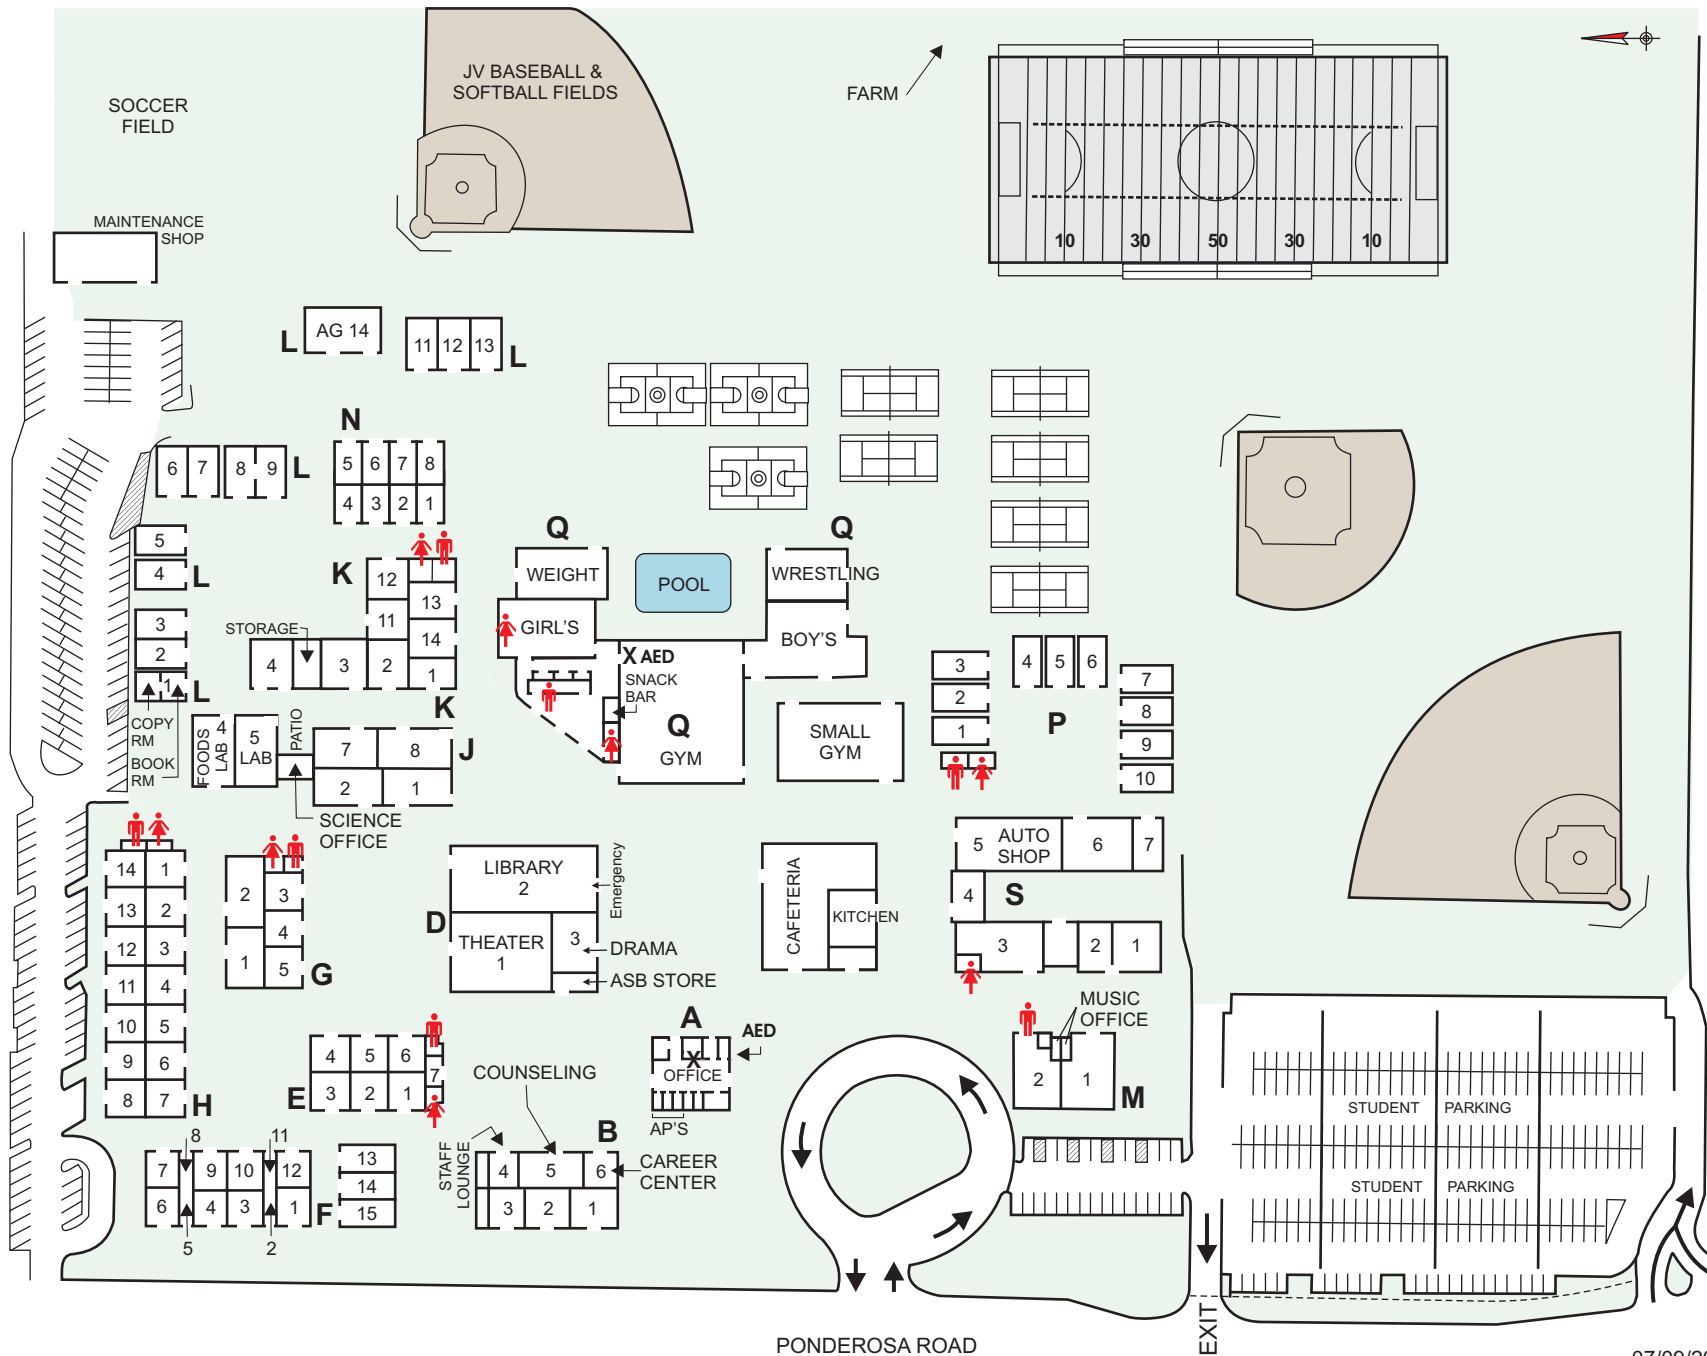 JV BASEBALL &
SOFTBALL FIELDS
SOCCER
FIELD
FARM
MAINTENANCE
SHOP
10 30 50 30 10
L
AG 14
11 12 13
L
N
5 6 7 8
4 3 2 1
6 7 8 9
L
5
4
L
3
2
1
L
COPY
RM
BOOK
RM
K
12
13
11
14
STORAGE
4 3 2 1
K
Q
WEIGHT
GIRL'S
POOL
Q
WRESTLING
BOY'S
X AED
SNACK
BAR
Q
GYM
SMALL
GYM
3
2
1
4 5 6
P
7
8
9
10
FOODS
LAB
4
5
LAB
PATIO
7 8
2 1
J
SCIENCE
OFFICE
14 1
13 2
12 3
11 4
10 5
9 6
8 7
H
2
3
4
1
5
G
LIBRARY
2
Emergency
D
THEATER
1
3
DRAMA
ASB STORE
CAFETERIA
KITCHEN
5 AUTO
SHOP
6 7
4
S
3 2 1
MUSIC
OFFICE
2 1
M
A
AED
X
OFFICE
AP'S
4 5 6
7
3 2 1
E
COUNSELING
STAFF
LOUNGE
B
4 5 6
3 2 1
CAREER
CENTER
8 11
7 9 10 12
6 4 3 1
5 2
F
13
14
15
STUDENT PARKING
STUDENT PARKING
EXIT
PONDEROSA ROAD